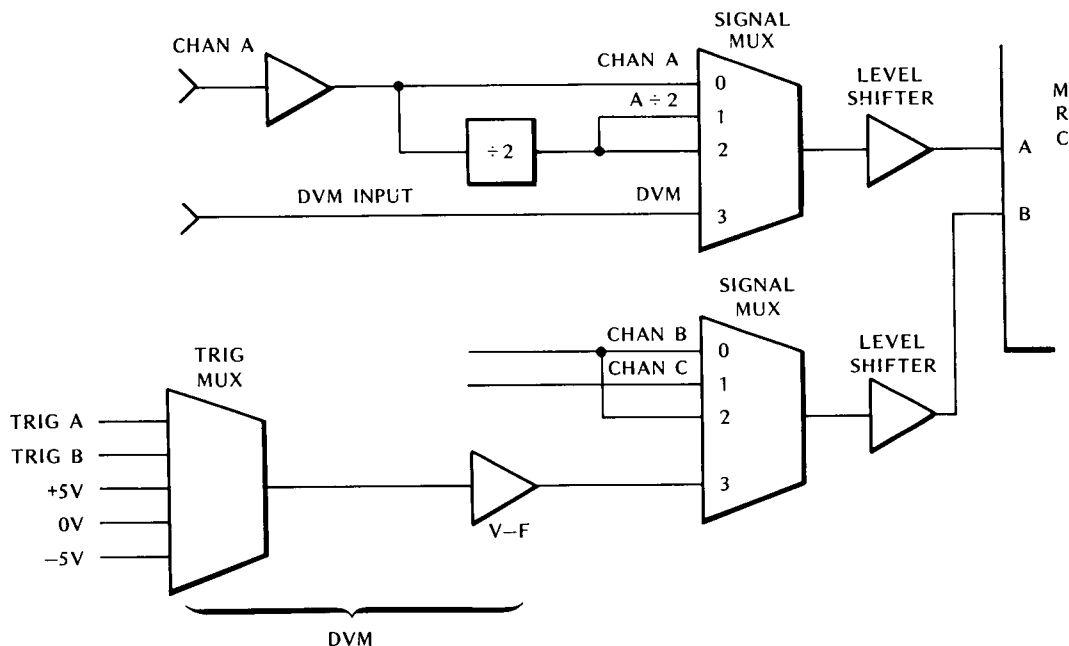 SIGNAL
MUX
CHAN A
CHAN A
0
A ÷ 2
1
÷2
2
DVM INPUT
DVM
3
LEVEL
SHIFTER
M
R
C
A
B
SIGNAL
MUX
CHAN B
0
CHAN C
1
2
3
LEVEL
SHIFTER
TRIG
MUX
TRIG A
TRIG B
+5V
0V
−5V
V–F
DVM